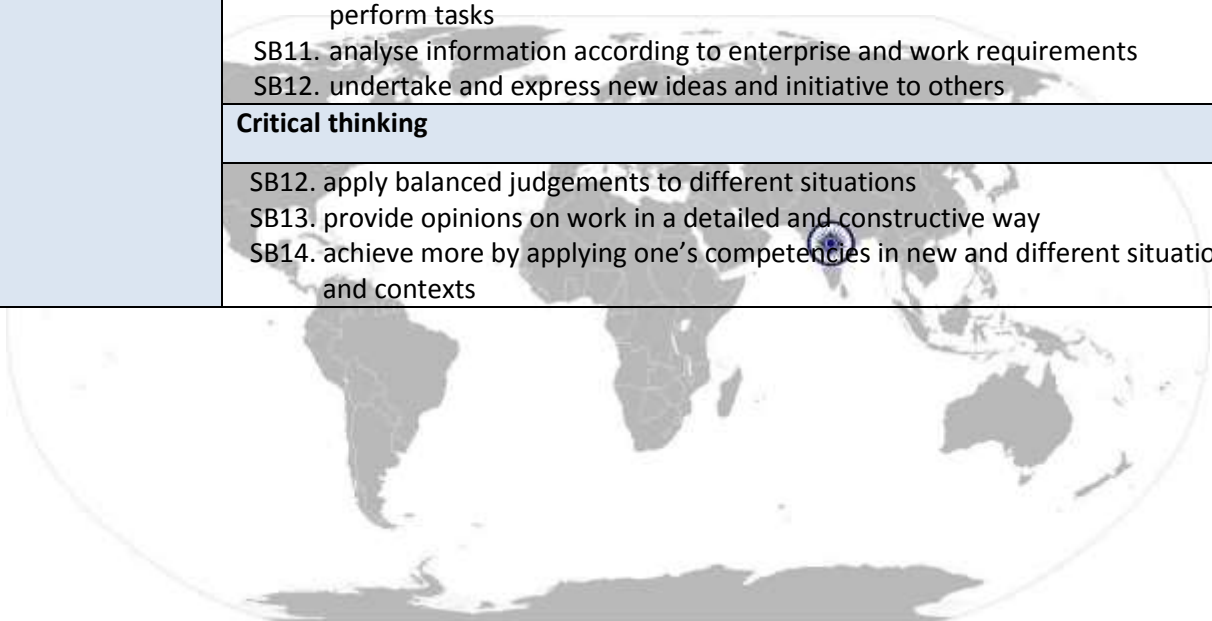 perform tasks
SB11. analyse information according to enterprise and work requirements
SB12. undertake and express new ideas and initiative to others
Critical thinking
SB12. apply balanced judgements to different situations
SB13. provide opinions on work in a detailed and constructive way
SB14. achieve more by applying one’s competencies in new and different situatio
and contexts